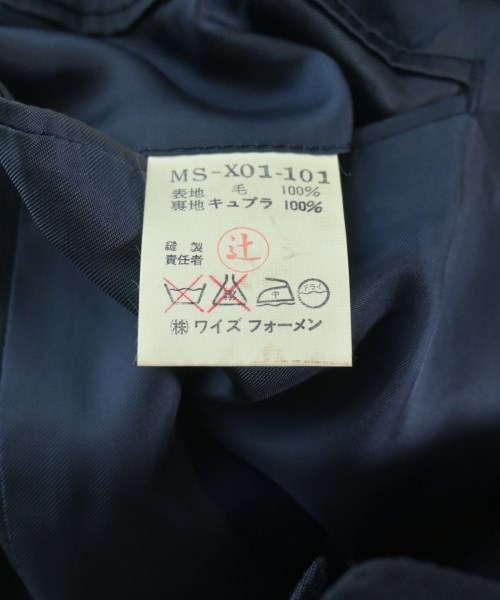 MS-X01-101
表地 毛 100%
裏地 キュプラ 100%
縫製
責任者
辻
中 ドライ
㈱ ワイズ フォーメン